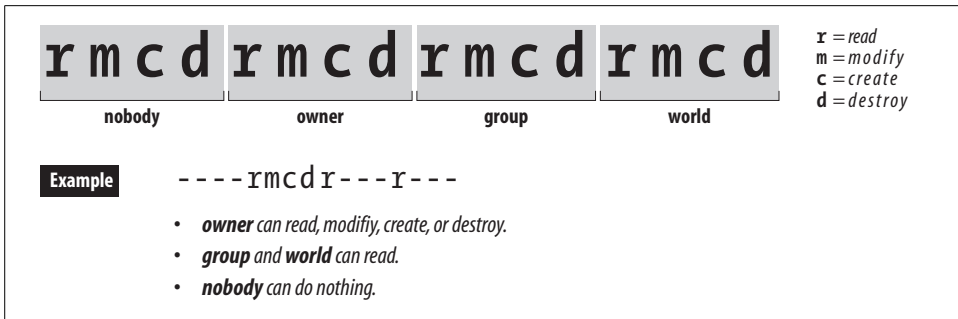 r m c d r m c d r m c d r m c d
nobody owner group world
r = read
m = modify
c = create
d = destroy
Example
----rmcdr---r---
• owner can read, modifiy, create, or destroy.
• group and world can read.
• nobody can do nothing.